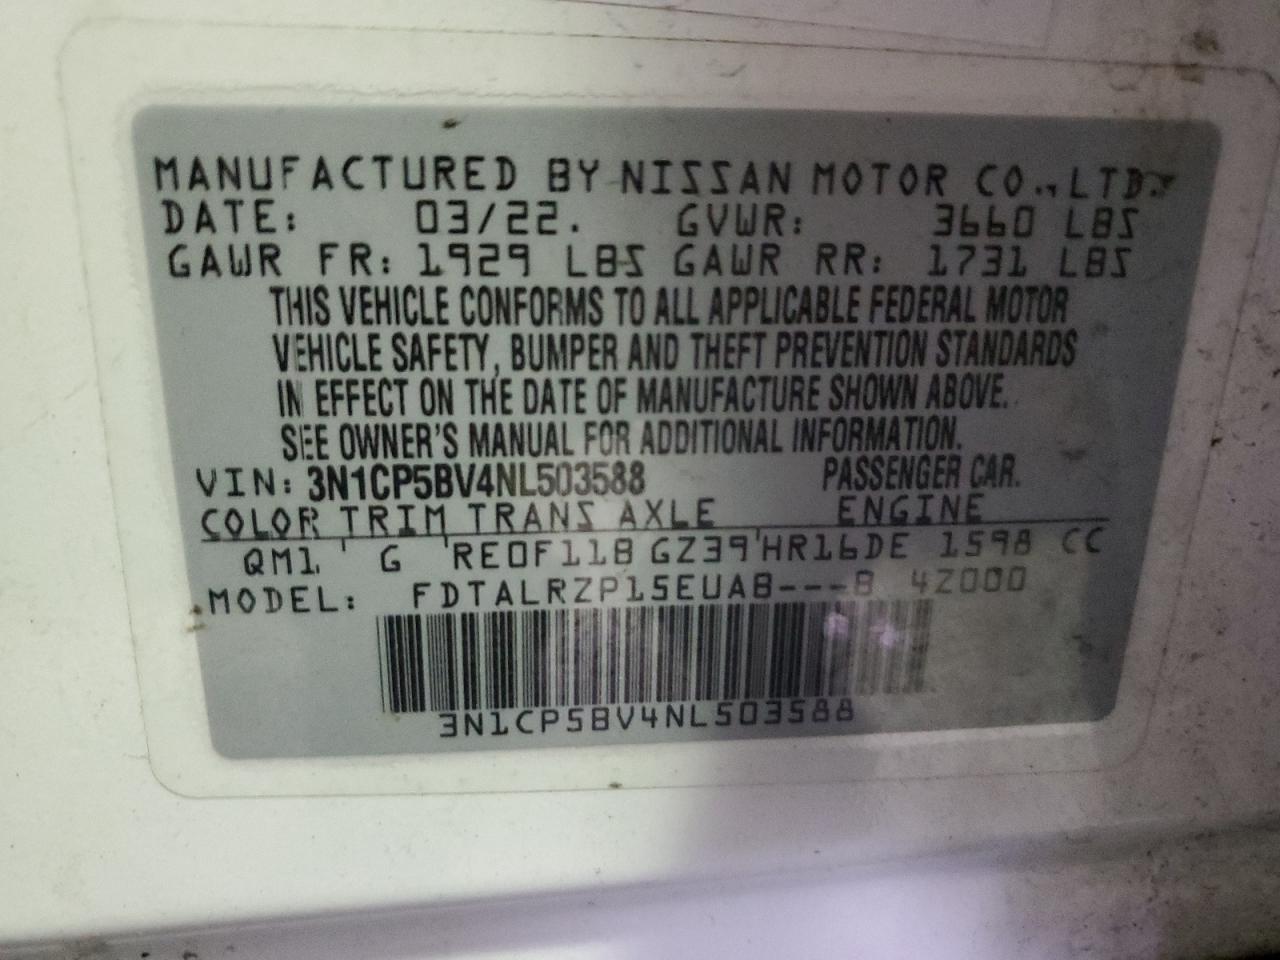 MANUFACTURED BY NISSAN MOTOR CO., LTD.
DATE: 03/22. GVWR: 3660 LBS
GAWR FR: 1929 LBS GAWR RR: 1731 LBS
THIS VEHICLE CONFORMS TO ALL APPLICABLE FEDERAL MOTOR
VEHICLE SAFETY, BUMPER AND THEFT PREVENTION STANDARDS
IN EFFECT ON THE DATE OF MANUFACTURE SHOWN ABOVE.
SEE OWNER'S MANUAL FOR ADDITIONAL INFORMATION.
VIN: 3N1CP5BV4NL503588 PASSENGER CAR.
COLOR TRIM TRANS AXLE ENGINE
QM1 G RE0F11B GZ39 HR16DE 1598 CC
MODEL: FDTALRZP15EUAB---B 4Z000
3N1CP5BV4NL503588